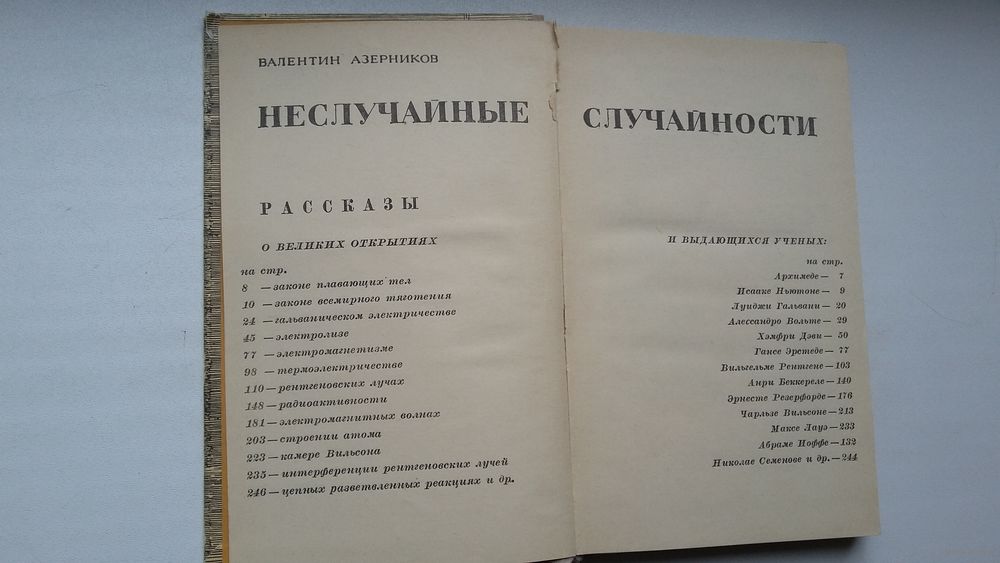 ВАЛЕНТИН АЗЕРНИКОВ
НЕСЛУЧАЙНЫЕ СЛУЧАЙНОСТИ
РАССКАЗЫ
О ВЕЛИКИХ ОТКРЫТИЯХ
на стр.
8 —законе плавающих тел
10 —законе всемирного тяготения
24 —гальваническом электричестве
45 —электролизе
77 —электромагнетизме
98 —термоэлектричестве
110—рентгеновских лучах
148—радиоактивности
181—электромагнитных волнах
203—строении атома
223—камере Вильсона
235—интерференции рентгеновских лучей
246—цепных разветвленных реакциях и др.
И ВЫДАЮЩИХСЯ УЧЕНЫХ:
на стр.
Архимеде— 7
Исааке Ньютоне— 9
Луиджи Гальвани— 20
Алессандро Вольте— 29
Хэмфри Дэви— 50
Гансе Эрстеде— 77
Вильгельме Рентгене—103
Анри Беккереле—140
Эрнесте Резерфорде—176
Чарльзе Вильсоне—213
Максе Лауэ—233
Абраме Иоффе—132
Николае Семенове и др.—244